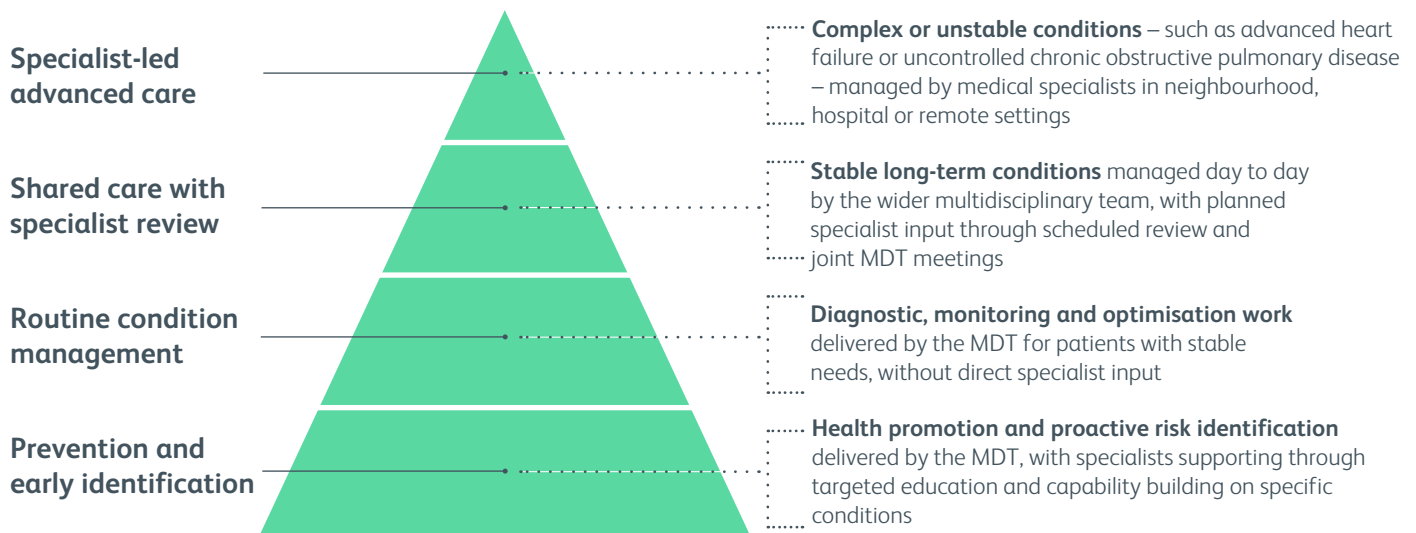 Specialist-led
advanced care
Complex or unstable conditions – such as advanced heart
failure or uncontrolled chronic obstructive pulmonary disease
– managed by medical specialists in neighbourhood,
hospital or remote settings
Shared care with
specialist review
Stable long-term conditions managed day to day
by the wider multidisciplinary team, with planned
specialist input through scheduled review and
joint MDT meetings
Routine condition
management
Diagnostic, monitoring and optimisation work
delivered by the MDT for patients with stable
needs, without direct specialist input
Prevention and
early identification
Health promotion and proactive risk identification
delivered by the MDT, with specialists supporting through
targeted education and capability building on specific
conditions